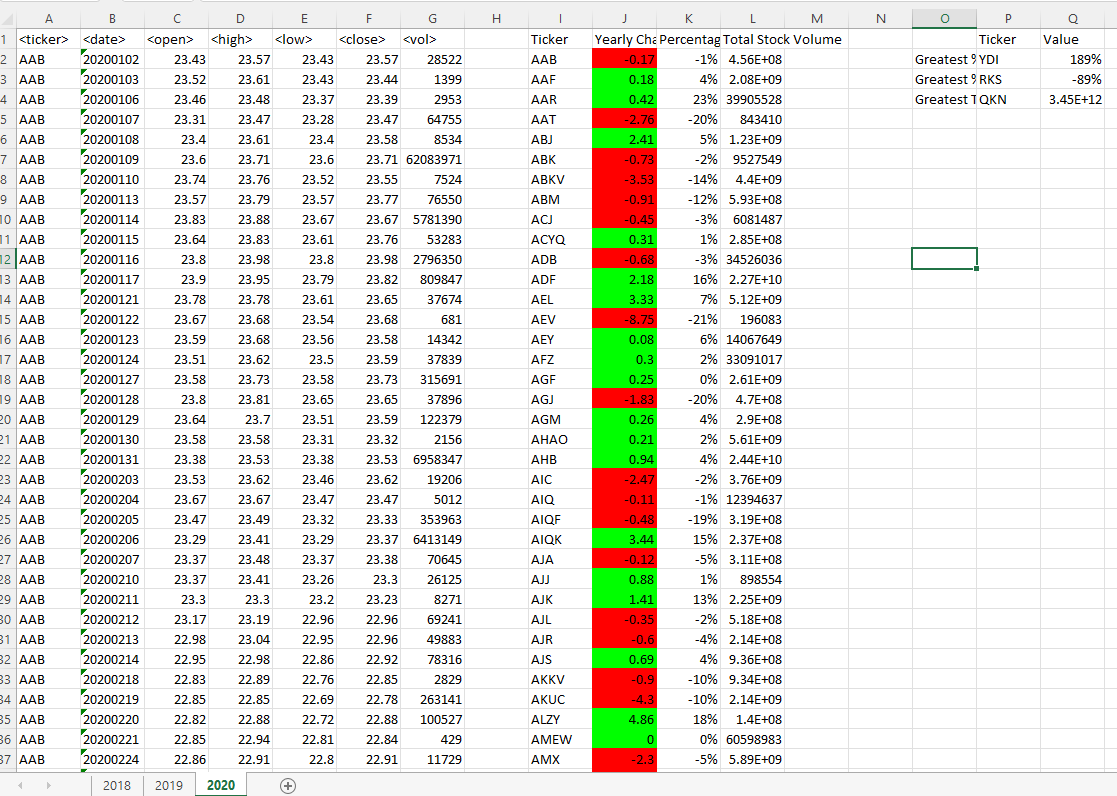 A B C D E F G H I J K L M N O P Q
1 <ticker> <date> <open> <high> <low> <close> <vol> Ticker Yearly Cha Percentag Total Stock Volume Ticker Value
2 AAB 20200102 23.43 23.57 23.43 23.57 28522 AAB -0.17 -1% 4.56E+08 Greatest % YDI 189%
3 AAB 20200103 23.52 23.61 23.43 23.44 1399 AAF 0.18 4% 2.08E+09 Greatest % RKS -89%
4 AAB 20200106 23.46 23.48 23.37 23.39 2953 AAR 0.42 23% 39905528 Greatest T QKN 3.45E+12
5 AAB 20200107 23.31 23.47 23.28 23.47 64755 AAT -2.76 -20% 843410
6 AAB 20200108 23.4 23.61 23.4 23.58 8534 ABJ 2.41 5% 1.23E+09
7 AAB 20200109 23.6 23.71 23.6 23.71 62083971 ABK -0.73 -2% 9527549
8 AAB 20200110 23.74 23.76 23.52 23.55 7524 ABKV -3.53 -14% 4.4E+09
9 AAB 20200113 23.57 23.79 23.57 23.77 76550 ABM -0.91 -12% 5.93E+08
10 AAB 20200114 23.83 23.88 23.67 23.67 5781390 ACJ -0.45 -3% 6081487
11 AAB 20200115 23.64 23.83 23.61 23.76 53283 ACYQ 0.31 1% 2.85E+08
12 AAB 20200116 23.8 23.98 23.8 23.98 2796350 ADB -0.68 -3% 34526036
13 AAB 20200117 23.9 23.95 23.79 23.82 809847 ADF 2.18 16% 2.27E+10
14 AAB 20200121 23.78 23.78 23.61 23.65 37674 AEL 3.33 7% 5.12E+09
15 AAB 20200122 23.67 23.68 23.54 23.68 681 AEV -8.75 -21% 196083
16 AAB 20200123 23.59 23.68 23.56 23.58 14342 AEY 0.08 6% 14067649
17 AAB 20200124 23.51 23.62 23.5 23.59 37839 AFZ 0.3 2% 33091017
18 AAB 20200127 23.58 23.73 23.58 23.73 315691 AGF 0.25 0% 2.61E+09
19 AAB 20200128 23.8 23.81 23.65 23.65 37896 AGJ -1.83 -20% 4.7E+08
20 AAB 20200129 23.64 23.7 23.51 23.59 122379 AGM 0.26 4% 2.9E+08
21 AAB 20200130 23.58 23.58 23.31 23.32 2156 AHAO 0.21 2% 5.61E+09
22 AAB 20200131 23.38 23.53 23.38 23.53 6958347 AHB 0.94 4% 2.44E+10
23 AAB 20200203 23.53 23.62 23.46 23.62 19206 AIC -2.47 -2% 3.76E+09
24 AAB 20200204 23.67 23.67 23.47 23.47 5012 AIQ -0.11 -1% 12394637
25 AAB 20200205 23.47 23.49 23.32 23.33 353963 AIQF -0.48 -19% 3.19E+08
26 AAB 20200206 23.29 23.41 23.29 23.37 6413149 AIQK 3.44 15% 2.37E+08
27 AAB 20200207 23.37 23.48 23.37 23.38 70645 AJA -0.12 -5% 3.11E+08
28 AAB 20200210 23.37 23.41 23.26 23.3 26125 AJJ 0.88 1% 898554
29 AAB 20200211 23.3 23.3 23.2 23.23 8271 AJK 1.41 13% 2.25E+09
30 AAB 20200212 23.17 23.19 22.96 22.96 69241 AJL -0.35 -2% 5.18E+08
31 AAB 20200213 22.98 23.04 22.95 22.96 49883 AJR -0.6 -4% 2.14E+08
32 AAB 20200214 22.95 22.98 22.86 22.92 78316 AJS 0.69 4% 9.36E+08
33 AAB 20200218 22.83 22.89 22.76 22.85 2829 AKKV -0.9 -10% 9.34E+08
34 AAB 20200219 22.85 22.85 22.69 22.78 263141 AKUC -4.3 -10% 2.14E+09
35 AAB 20200220 22.82 22.88 22.72 22.88 100527 ALZY 4.86 18% 1.4E+08
36 AAB 20200221 22.85 22.94 22.81 22.84 429 AMEW 0 0% 60598983
37 AAB 20200224 22.86 22.91 22.8 22.91 11729 AMX -2.3 -5% 5.89E+09
2018 2019 2020